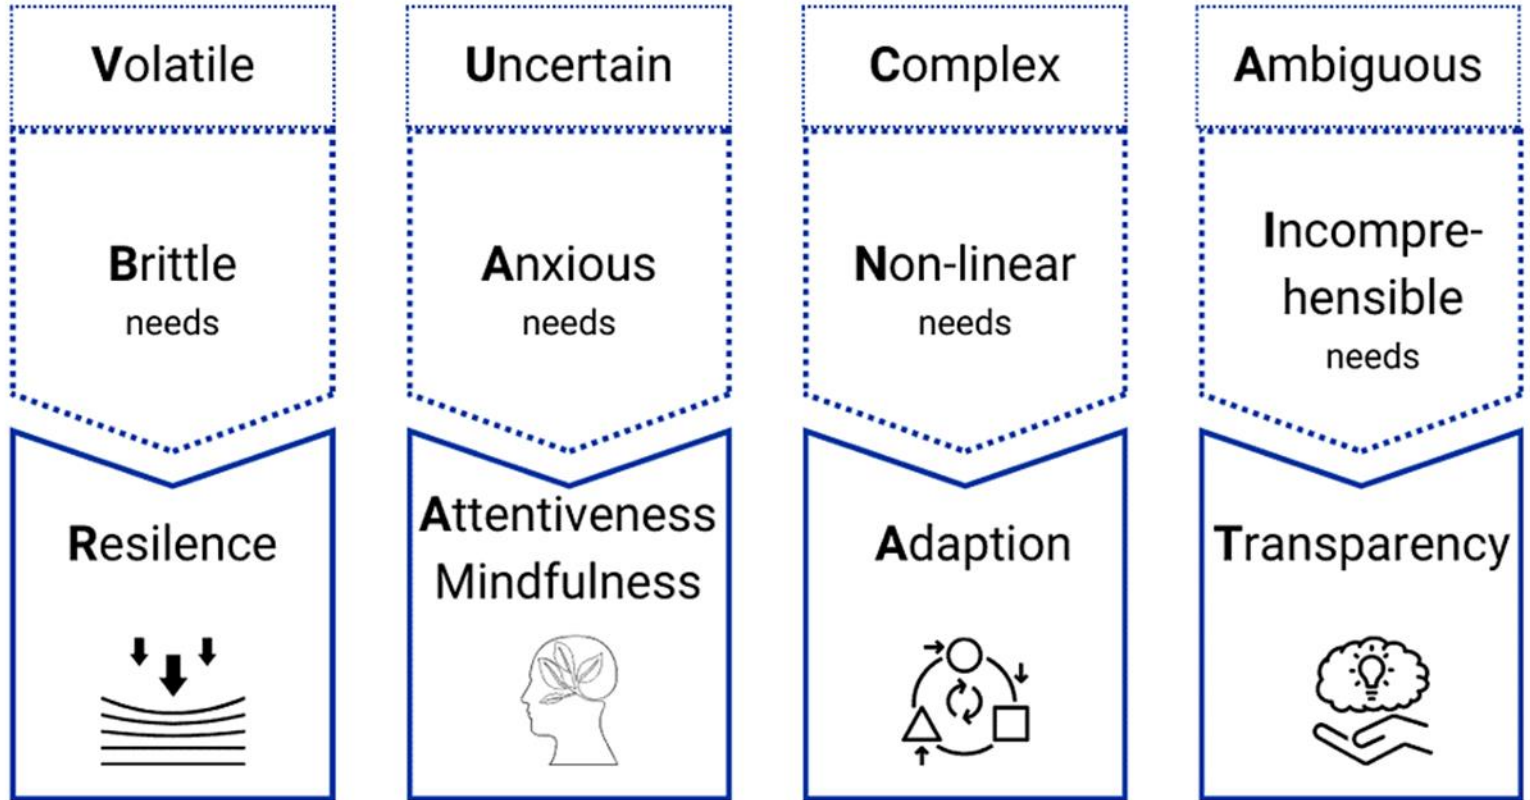 Volatile
Brittle
needs
Resilence
Uncertain
Anxious
needs
Attentiveness
Mindfulness
Complex
Non-linear
needs
Adaption
Ambiguous
Incompre-
hensible
needs
Transparency